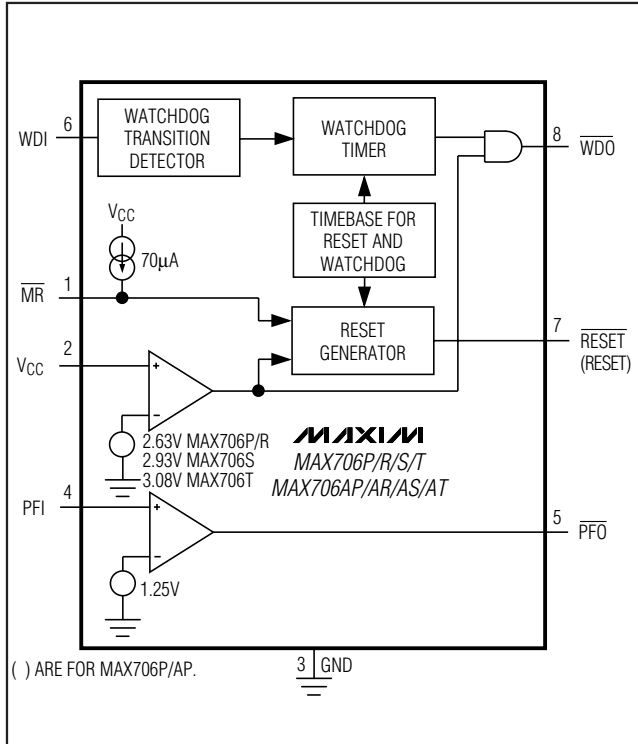 WATCHDOG
TRANSITION
DETECTOR
WATCHDOG
TIMER
6
WDI
8
WDO
TIMEBASE FOR
RESET AND
WATCHDOG
VCC
70µA
1
MR
RESET
GENERATOR
7
RESET
(RESET)
2
VCC
+
−
2.63V MAX706P/R
2.93V MAX706S
3.08V MAX706T
MAXIM
MAX706P/R/S/T
MAX706AP/AR/AS/AT
4
PFI
+
−
5
PFO
1.25V
( ) ARE FOR MAX706P/AP.
3 GND